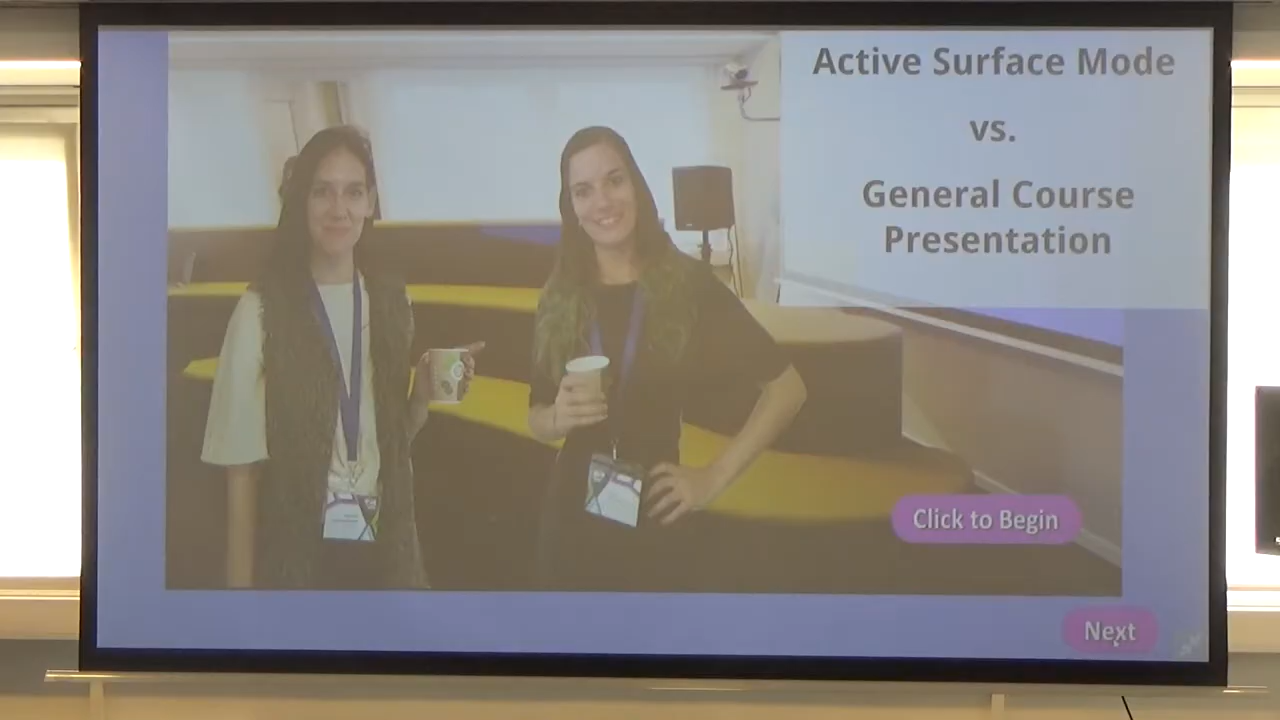 Active Surface Mode
vs.
General Course
Presentation
Click to Begin
Next